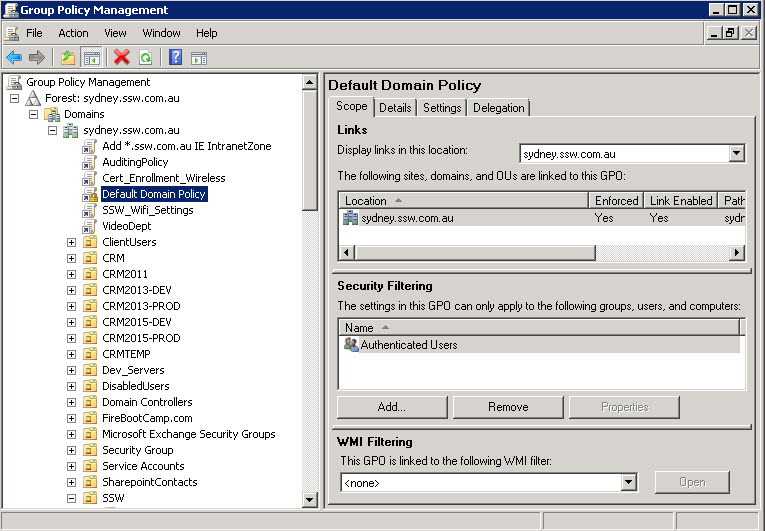 Group Policy Management
File Action View Window Help
Group Policy Management
Forest: sydney.ssw.com.au
Domains
sydney.ssw.com.au
Add *.ssw.com.au IE IntranetZone
AuditingPolicy
Cert_Enrollment_Wireless
Default Domain Policy
SSW_Wifi_Settings
VideoDept
ClientUsers
CRM
CRM2011
CRM2013-DEV
CRM2013-PROD
CRM2015-DEV
CRM2015-PROD
CRMTEMP
Dev_Servers
DisabledUsers
Domain Controllers
FireBootCamp.com
Microsoft Exchange Security Groups
Security Group
Service Accounts
SharepointContacts
SSW
Default Domain Policy
Scope Details Settings Delegation
Links
Display links in this location: sydney.ssw.com.au
The following sites, domains, and OUs are linked to this GPO:
Location Enforced Link Enabled Path
sydney.ssw.com.au Yes Yes sydn
Security Filtering
The settings in this GPO can only apply to the following groups, users, and computers:
Name
Authenticated Users
Add... Remove Properties
WMI Filtering
This GPO is linked to the following WMI filter:
<none> Open